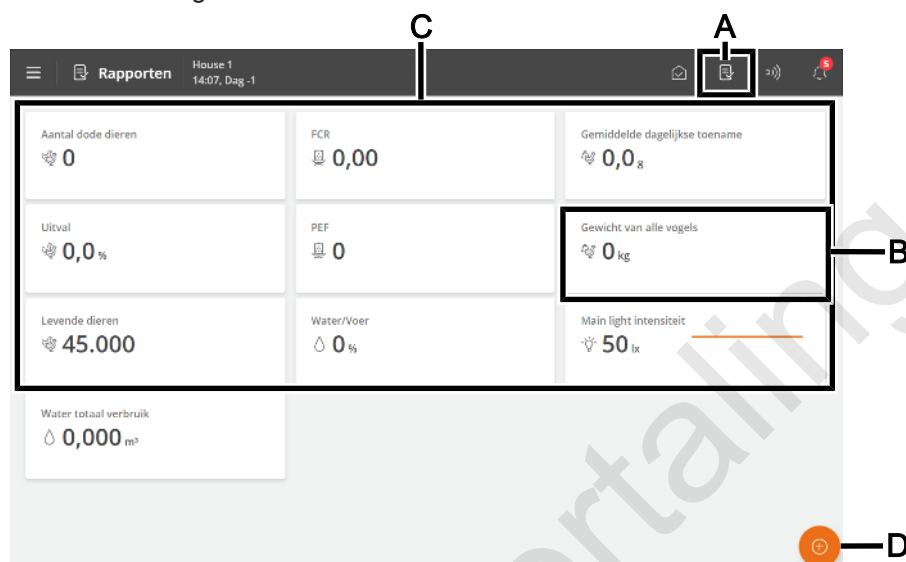 C
A
Rapporten
House 1
14:07, Dag -1
5
Aantal dode dieren
0
FCR
0,00
Gemiddelde dagelijkse toename
0,0 g
Uitval
0,0 %
PEF
0
Gewicht van alle vogels
0 kg
B
Levende dieren
45.000
Water/Voer
0 %
Main light intensiteit
50 lx
Water totaal verbruik
0,000 m³
D